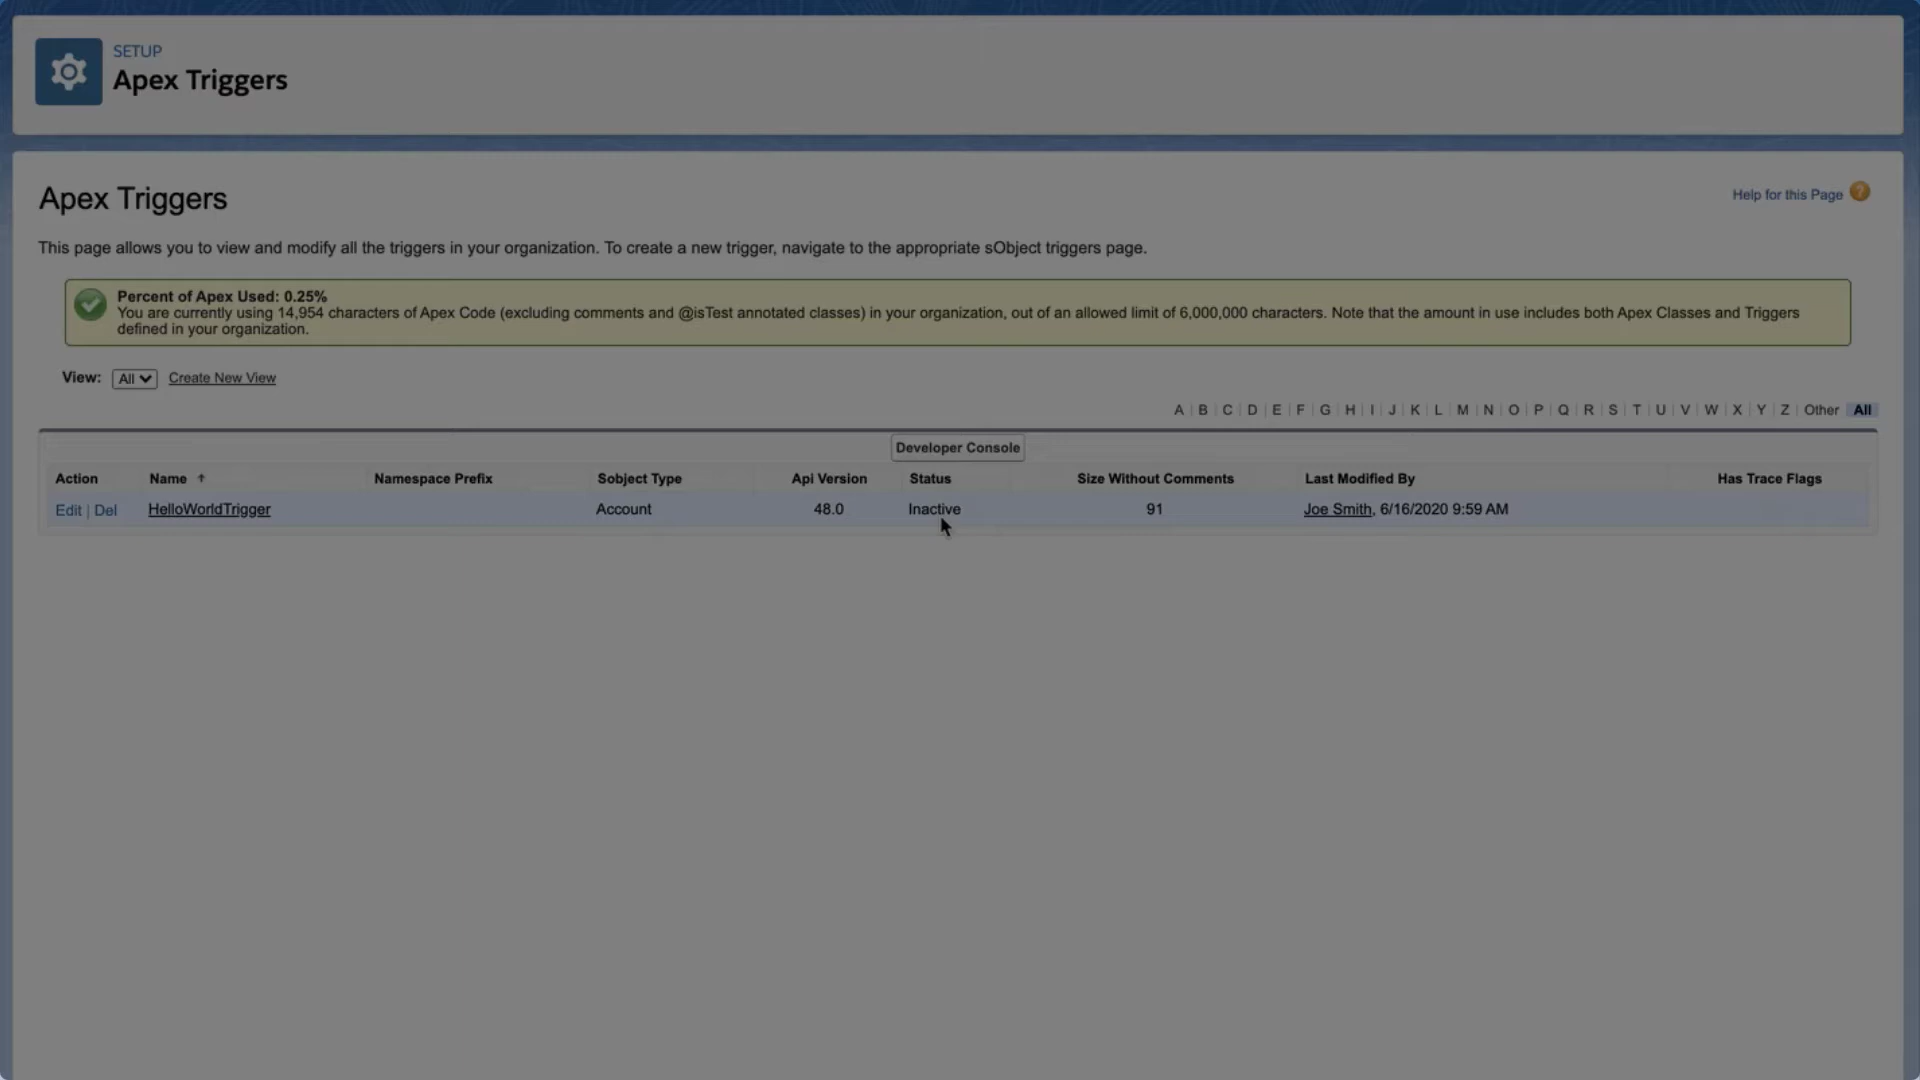 SETUP
Apex Triggers
Apex Triggers
Help for this Page ?
This page allows you to view and modify all the triggers in your organization. To create a new trigger, navigate to the appropriate sObject triggers page.
Percent of Apex Used: 0.25%
You are currently using 14,954 characters of Apex Code (excluding comments and @isTest annotated classes) in your organization, out of an allowed limit of 6,000,000 characters. Note that the amount in use includes both Apex Classes and Triggers
defined in your organization.
View: All Create New View
A | B | C | D | E | F | G | H | I | J | K | L | M | N | O | P | Q | R | S | T | U | V | W | X | Y | Z | Other All
Developer Console
Action Name ↑ Namespace Prefix Sobject Type Api Version Status Size Without Comments Last Modified By Has Trace Flags
Edit | Del HelloWorldTrigger Account 48.0 Inactive 91 Joe Smith, 6/16/2020 9:59 AM